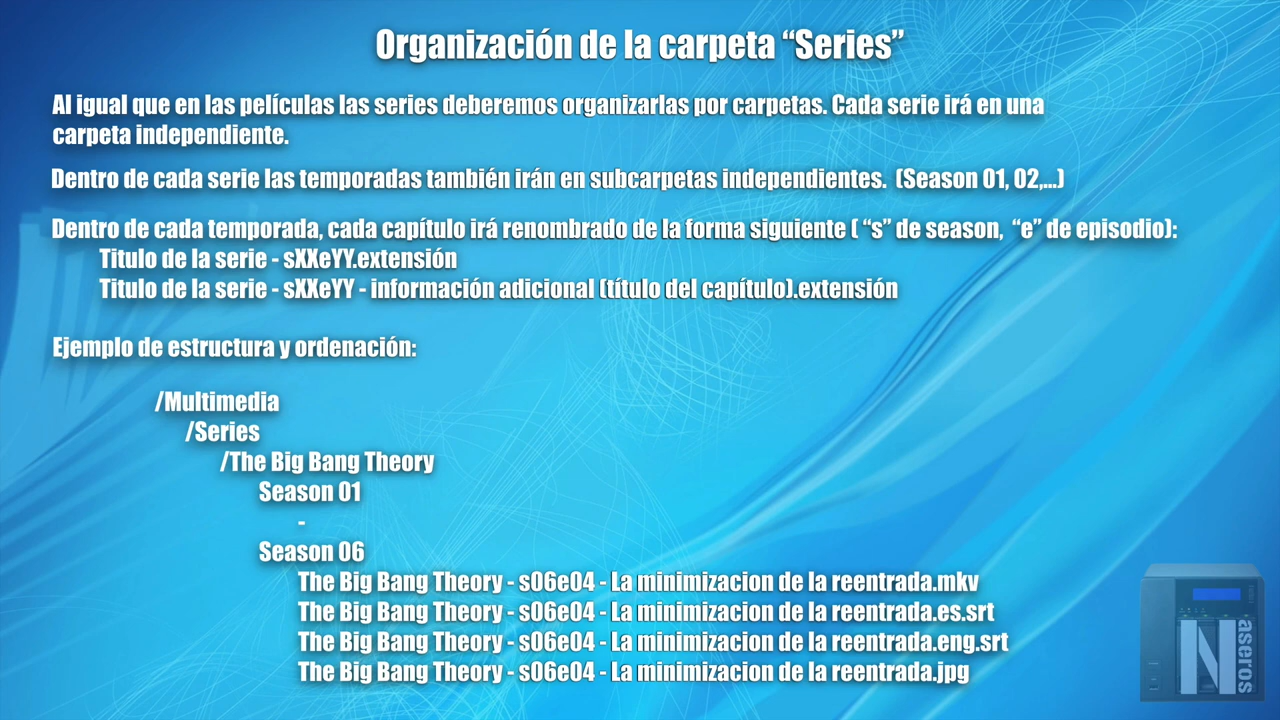 Organización de la carpeta “Series”
Al igual que en las películas las series deberemos organizarlas por carpetas. Cada serie irá en una
carpeta independiente.
Dentro de cada serie las temporadas también irán en subcarpetas independientes. (Season 01, 02,...)
Dentro de cada temporada, cada capítulo irá renombrado de la forma siguiente ( “s” de season, “e” de episodio):
Titulo de la serie - sXXeYY.extensión
Titulo de la serie - sXXeYY - información adicional (título del capítulo).extensión
Ejemplo de estructura y ordenación:
/Multimedia
/Series
/The Big Bang Theory
Season 01
-
Season 06
The Big Bang Theory - s06e04 - La minimizacion de la reentrada.mkv
The Big Bang Theory - s06e04 - La minimizacion de la reentrada.es.srt
The Big Bang Theory - s06e04 - La minimizacion de la reentrada.eng.srt
The Big Bang Theory - s06e04 - La minimizacion de la reentrada.jpg
Naseros